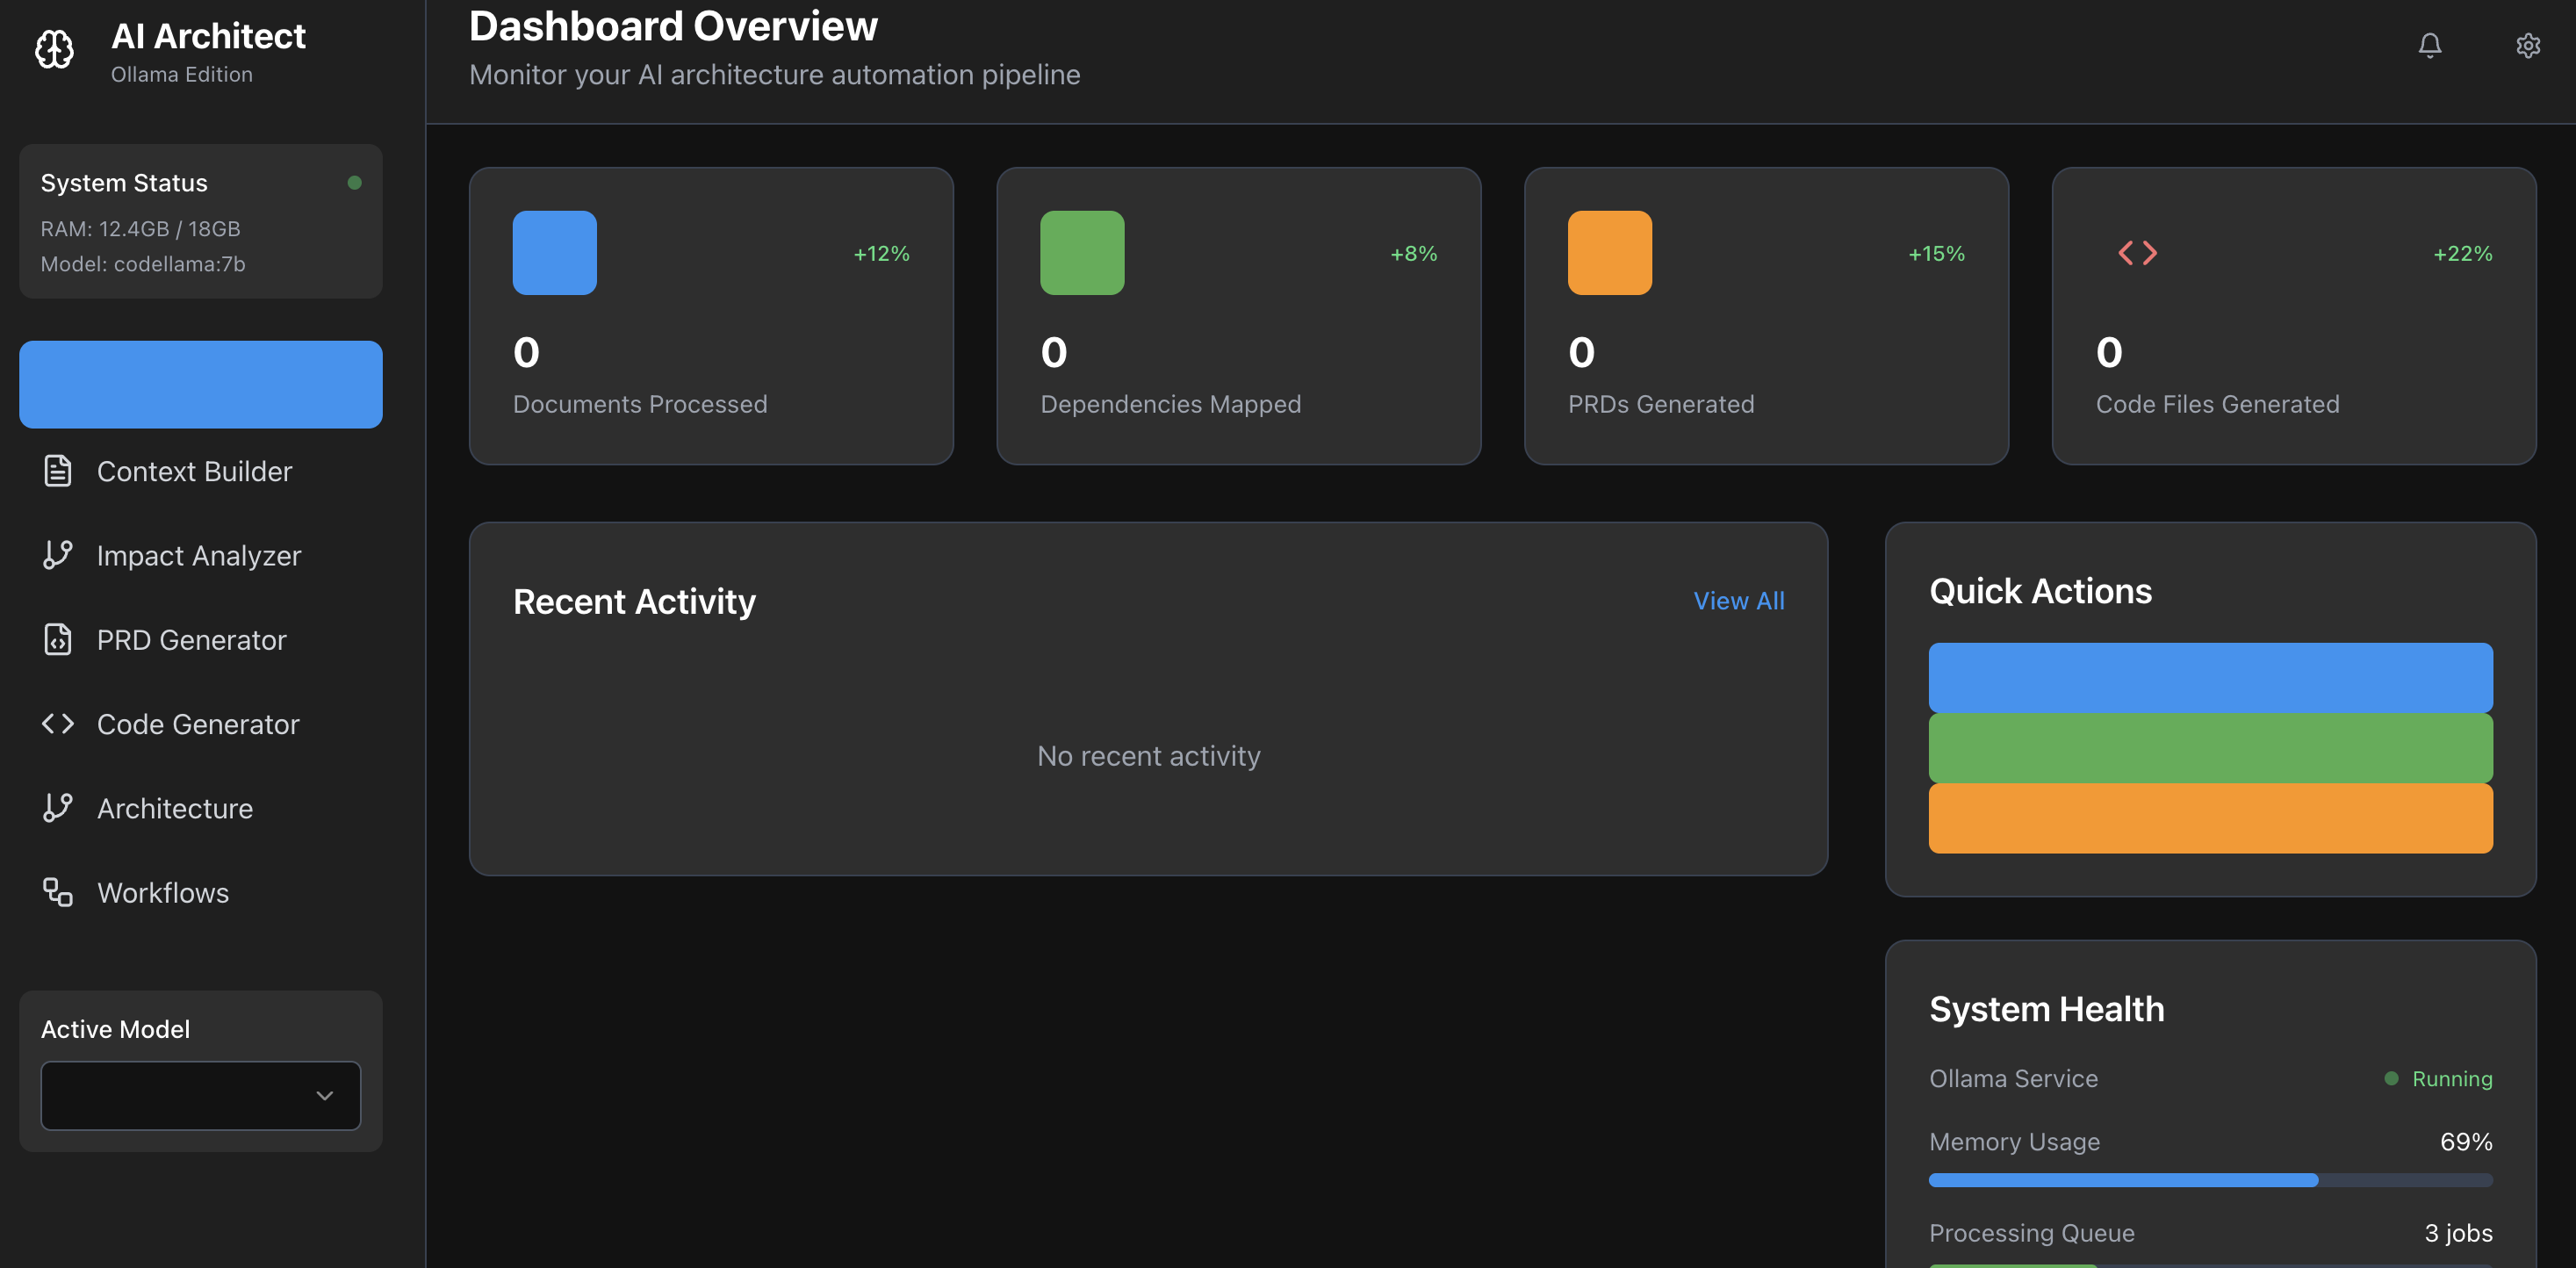 AI Architect
Ollama Edition
System Status
RAM: 12.4GB / 18GB
Model: codellama:7b
Context Builder
Impact Analyzer
PRD Generator
Code Generator
Architecture
Workflows
Active Model
Dashboard Overview
Monitor your AI architecture automation pipeline
+12%
0
Documents Processed
+8%
0
Dependencies Mapped
+15%
0
PRDs Generated
+22%
0
Code Files Generated
Recent Activity
View All
No recent activity
Quick Actions
System Health
Ollama Service
Running
Memory Usage
69%
Processing Queue
3 jobs